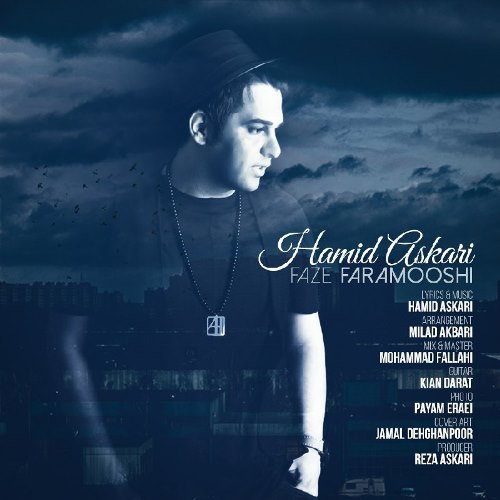 Hamid Askari
FAZE FARAMOOSHI
LYRICS & MUSIC
HAMID ASKARI
ARRANGEMENT
MILAD AKBARI
MIX & MASTER
MOHAMMAD FALLAHI
GUITAR
KIAN DARAT
PHOTO
PAYAM ERAEI
COVER ART
JAMAL DEHGHANPOOR
PRODUCER
REZA ASKARI